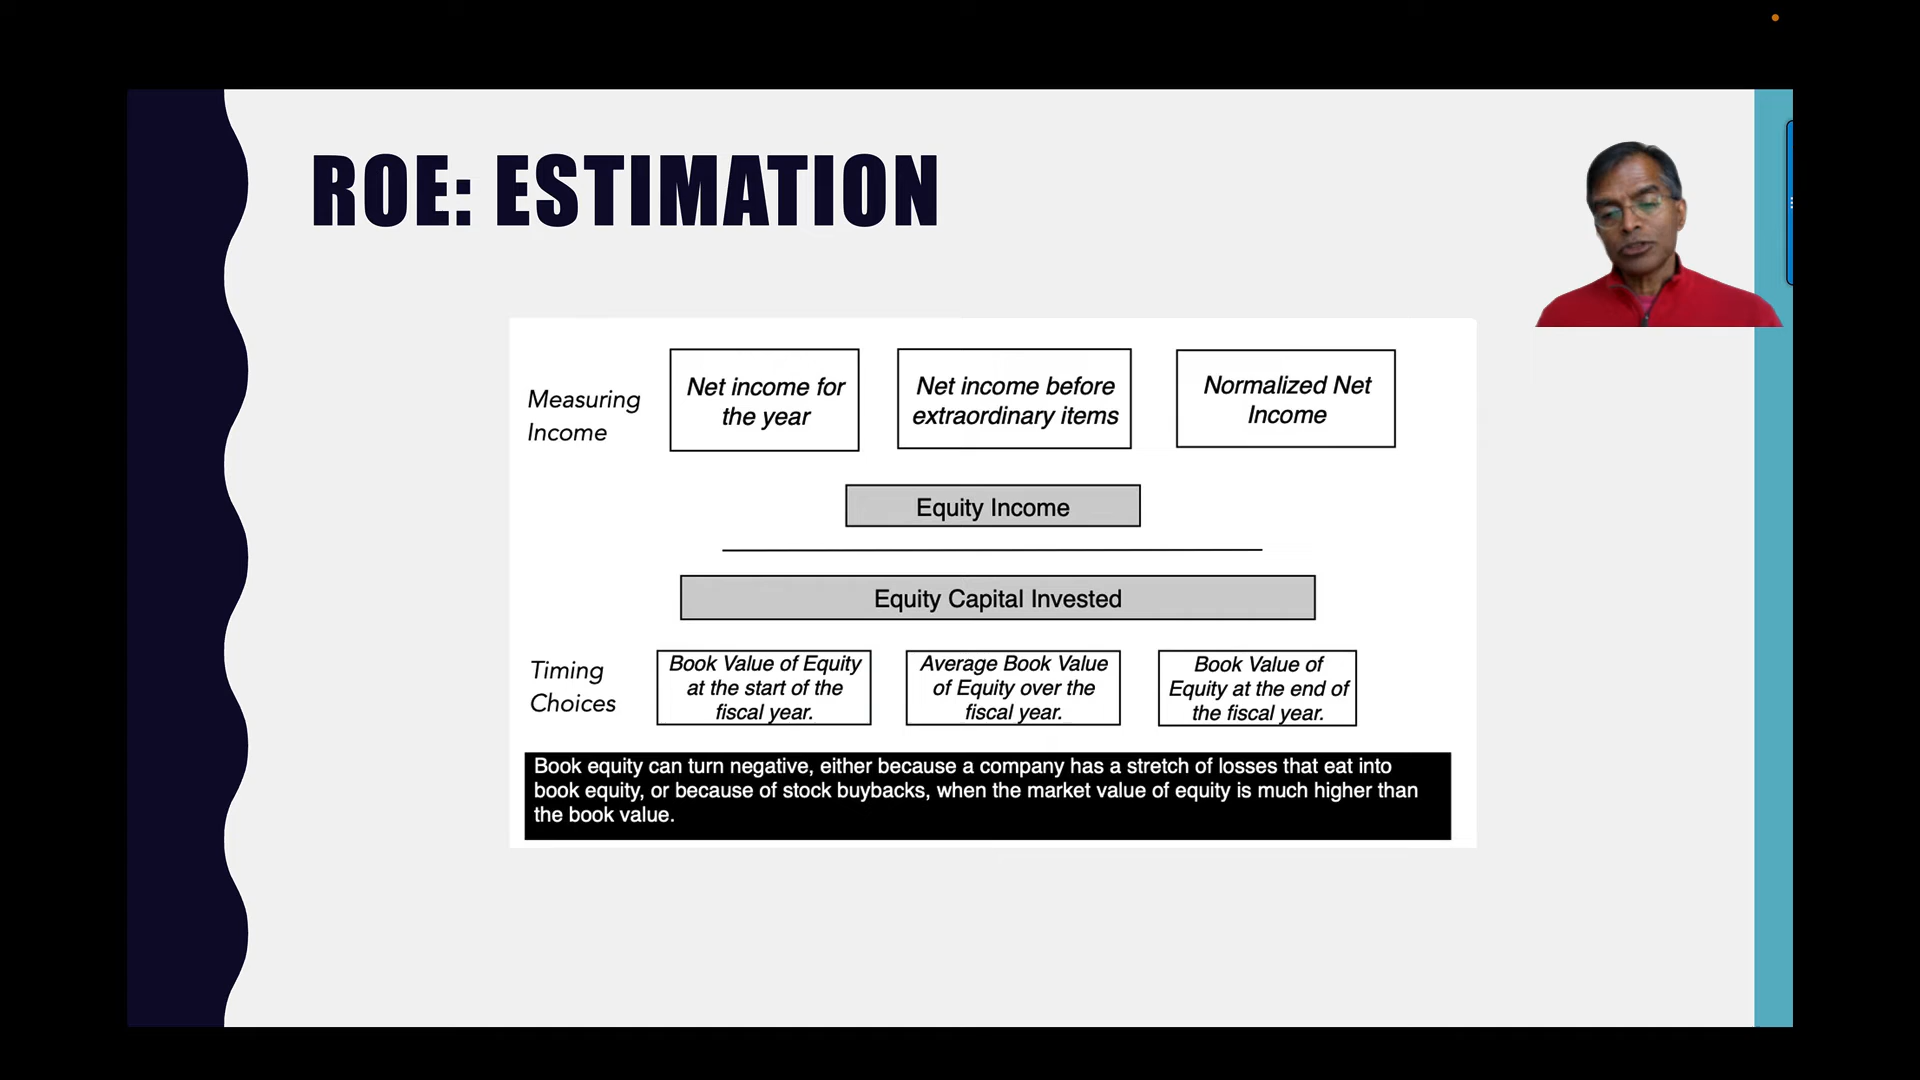 ROE: ESTIMATION
Measuring
Income
Net income for
the year
Net income before
extraordinary items
Normalized Net
Income
Equity Income
Equity Capital Invested
Timing
Choices
Book Value of Equity
at the start of the
fiscal year.
Average Book Value
of Equity over the
fiscal year.
Book Value of
Equity at the end of
the fiscal year.
Book equity can turn negative, either because a company has a stretch of losses that eat into
book equity, or because of stock buybacks, when the market value of equity is much higher than
the book value.